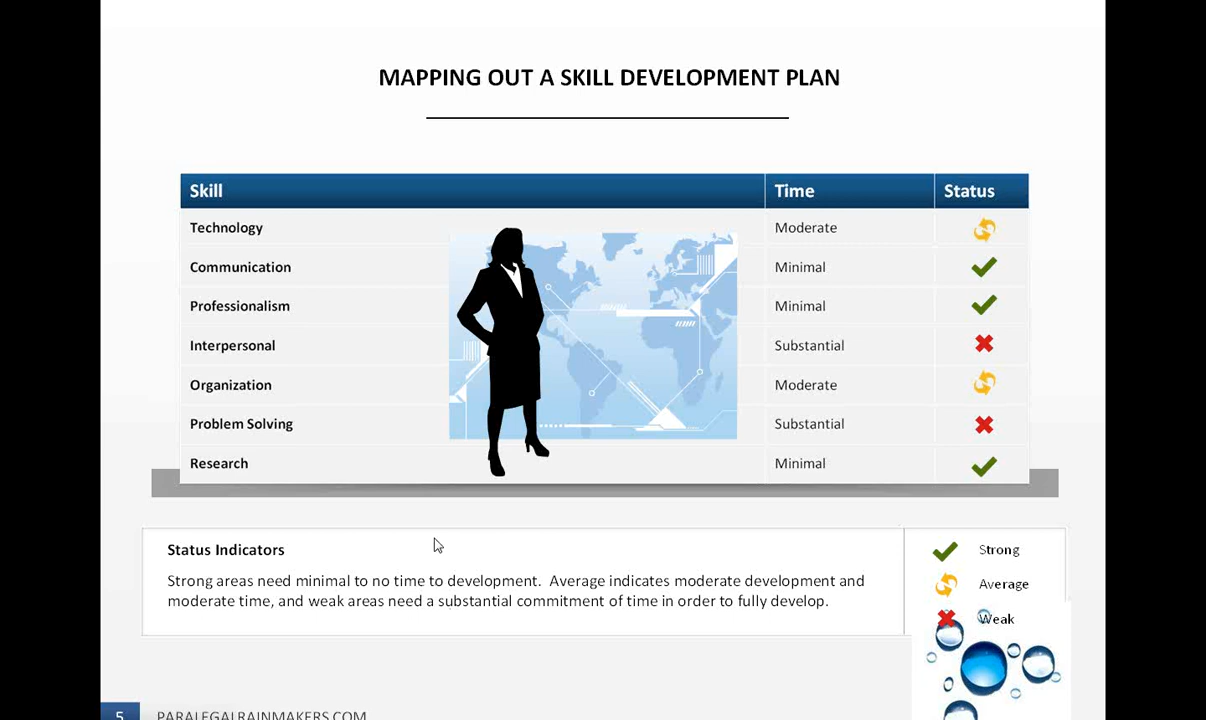 MAPPING OUT A SKILL DEVELOPMENT PLAN
Skill Time Status
Technology Moderate
Communication Minimal
Professionalism Minimal
Interpersonal Substantial
Organization Moderate
Problem Solving Substantial
Research Minimal
Status Indicators
Strong areas need minimal to no time to development. Average indicates moderate development and
moderate time, and weak areas need a substantial commitment of time in order to fully develop.
Strong
Average
Weak
5 PARALEGALRAINMAKERS.COM